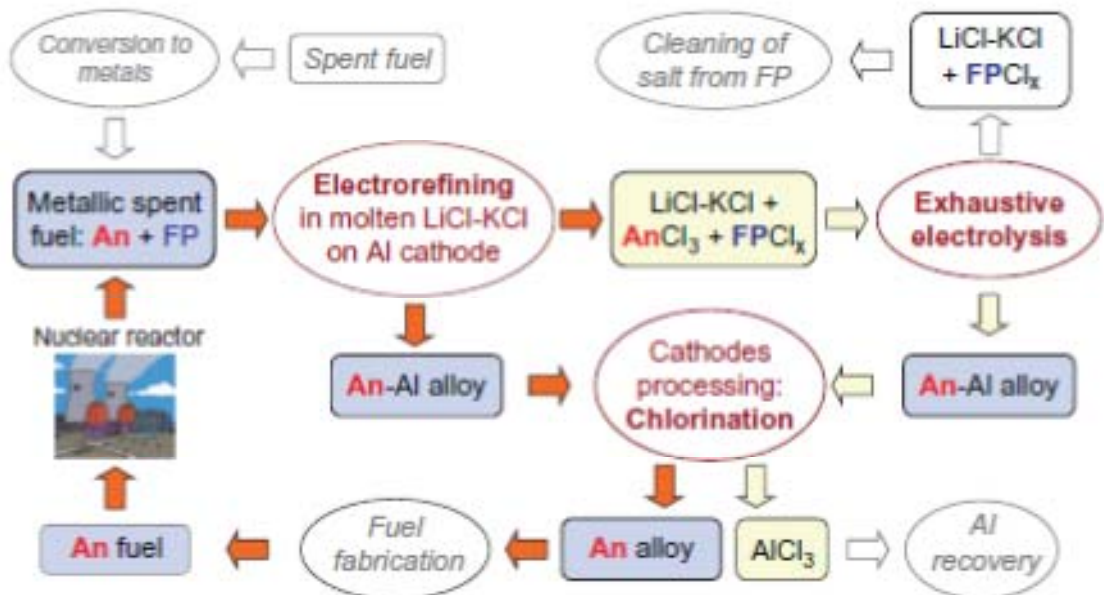 Conversion to
metals
Spent fuel
Cleaning of
salt from FP
LiCl-KCl
+ FPClₓ
Metallic spent
fuel: An + FP
Electrorefining
in molten LiCl-KCl
on Al cathode
LiCl-KCl +
AnCl₃ + FPClₓ
Exhaustive
electrolysis
Nuclear reactor
An-Al alloy
Cathodes
processing:
Chlorination
An-Al alloy
An fuel
Fuel
fabrication
An alloy
AlCl₃
Al
recovery